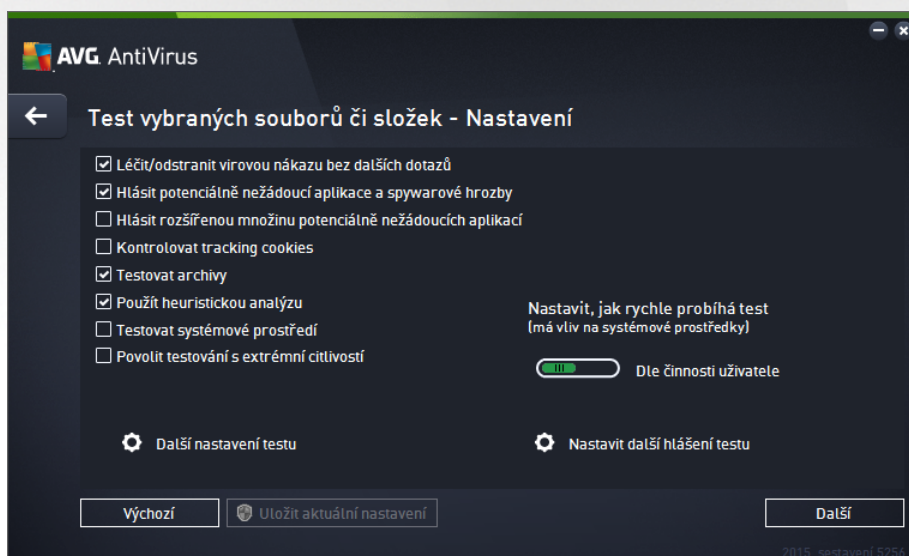 AVG AntiVirus
Test vybraných souborů či složek - Nastavení
Léčit/odstranit virovou nákazu bez dalších dotazů
Hlásit potenciálně nežádoucí aplikace a spywarové hrozby
Hlásit rozšířenou množinu potenciálně nežádoucích aplikací
Kontrolovat tracking cookies
Testovat archivy
Použít heuristickou analýzu
Testovat systémové prostředí
Povolit testování s extrémní citlivostí
Nastavit, jak rychle probíhá test
(má vliv na systémové prostředky)
Dle činnosti uživatele
Další nastavení testu
Nastavit další hlášení testu
Výchozí
Uložit aktuální nastavení
Další
2015, sestavení 5256